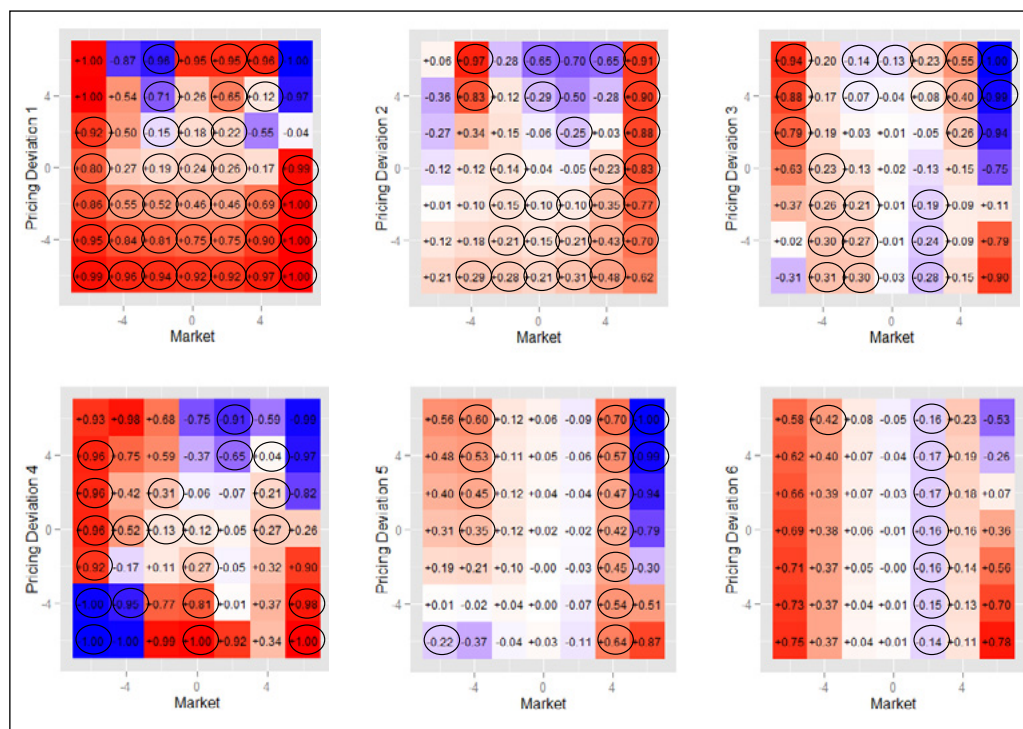 Pricing Deviation 1
+1.00 -0.87 -0.96 +0.95 +0.95 +0.96 -1.00
4 +1.00 +0.54 -0.71 +0.26 +0.65 +0.12 -0.97
+0.92 +0.50 -0.15 +0.18 +0.22 -0.55 -0.04
0 +0.80 +0.27 +0.19 +0.24 +0.26 +0.17 +0.99
+0.86 +0.55 +0.52 +0.46 +0.46 +0.69 +1.00
-4 +0.95 +0.84 +0.81 +0.75 +0.75 +0.90 +1.00
+0.99 +0.96 +0.94 +0.92 +0.92 +0.97 +1.00
-4 0 4
Market
Pricing Deviation 2
+0.06 +0.97 -0.28 -0.65 -0.70 -0.65 +0.91
4 -0.36 +0.83 +0.12 -0.29 -0.50 -0.28 +0.90
-0.27 +0.34 +0.15 -0.06 -0.25 +0.03 +0.88
0 -0.12 +0.12 +0.14 +0.04 -0.05 +0.23 +0.83
+0.01 +0.10 +0.15 +0.10 +0.10 +0.35 +0.77
-4 +0.12 +0.18 +0.21 +0.15 +0.21 +0.43 +0.70
+0.21 +0.29 +0.28 +0.21 +0.31 +0.48 +0.62
-4 0 4
Market
Pricing Deviation 3
+0.94 +0.20 -0.14 -0.13 +0.23 +0.55 -1.00
4 +0.88 +0.17 -0.07 -0.04 +0.08 +0.40 -0.99
+0.79 +0.19 +0.03 +0.01 -0.05 +0.26 -0.94
0 +0.63 +0.23 +0.13 +0.02 -0.13 +0.15 -0.75
+0.37 +0.26 +0.21 +0.01 -0.19 +0.09 +0.11
-4 +0.02 +0.30 +0.27 -0.01 -0.24 +0.09 +0.79
-0.31 +0.31 +0.30 -0.03 -0.28 +0.15 +0.90
-4 0 4
Market
Pricing Deviation 4
+0.93 +0.98 +0.68 -0.75 -0.91 -0.59 -0.99
4 +0.96 +0.75 +0.59 -0.37 -0.65 +0.04 -0.97
+0.96 +0.42 +0.31 -0.06 -0.07 +0.21 -0.82
0 +0.96 +0.52 +0.13 +0.12 +0.05 +0.27 +0.26
+0.92 -0.17 +0.11 +0.27 -0.05 +0.32 +0.90
-4 -1.00 -0.95 +0.77 +0.81 +0.01 +0.37 +0.98
-1.00 -1.00 +0.99 +1.00 +0.92 +0.34 +1.00
-4 0 4
Market
Pricing Deviation 5
+0.56 +0.60 +0.12 +0.06 -0.09 +0.70 -1.00
4 +0.48 +0.53 +0.11 +0.05 -0.06 +0.57 -0.99
+0.40 +0.45 +0.12 +0.04 -0.04 +0.47 -0.94
0 +0.31 +0.35 +0.12 +0.02 -0.02 +0.42 -0.79
+0.19 +0.21 +0.10 -0.00 -0.03 +0.45 -0.30
-4 +0.01 -0.02 +0.04 +0.00 -0.07 +0.54 +0.51
-0.22 -0.37 -0.04 +0.03 -0.11 +0.64 +0.87
-4 0 4
Market
Pricing Deviation 6
+0.58 +0.42 +0.08 -0.05 -0.16 +0.23 -0.53
4 +0.62 +0.40 +0.07 -0.04 -0.17 +0.19 -0.26
+0.66 +0.39 +0.07 -0.03 -0.17 +0.18 +0.07
0 +0.69 +0.38 +0.06 -0.01 -0.16 +0.16 +0.36
+0.71 +0.37 +0.05 -0.00 -0.16 +0.14 +0.56
-4 +0.73 +0.37 +0.04 +0.01 -0.15 +0.13 +0.70
+0.75 +0.37 +0.04 +0.01 -0.14 +0.11 +0.78
-4 0 4
Market